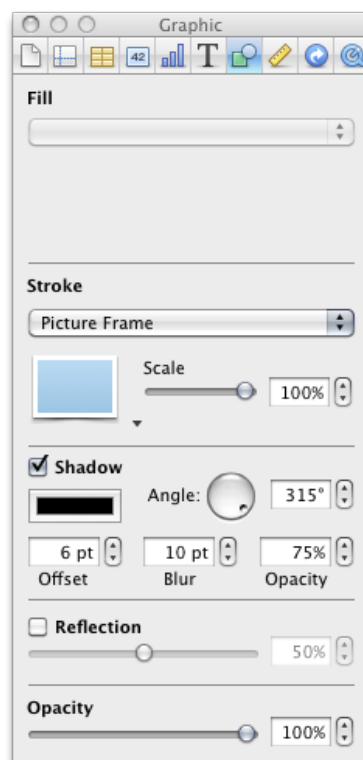 Graphic
42 T
Fill
Stroke
Picture Frame
Scale
100%
Shadow
Angle: 315°
6 pt 10 pt 75%
Offset Blur Opacity
Reflection
50%
Opacity
100%